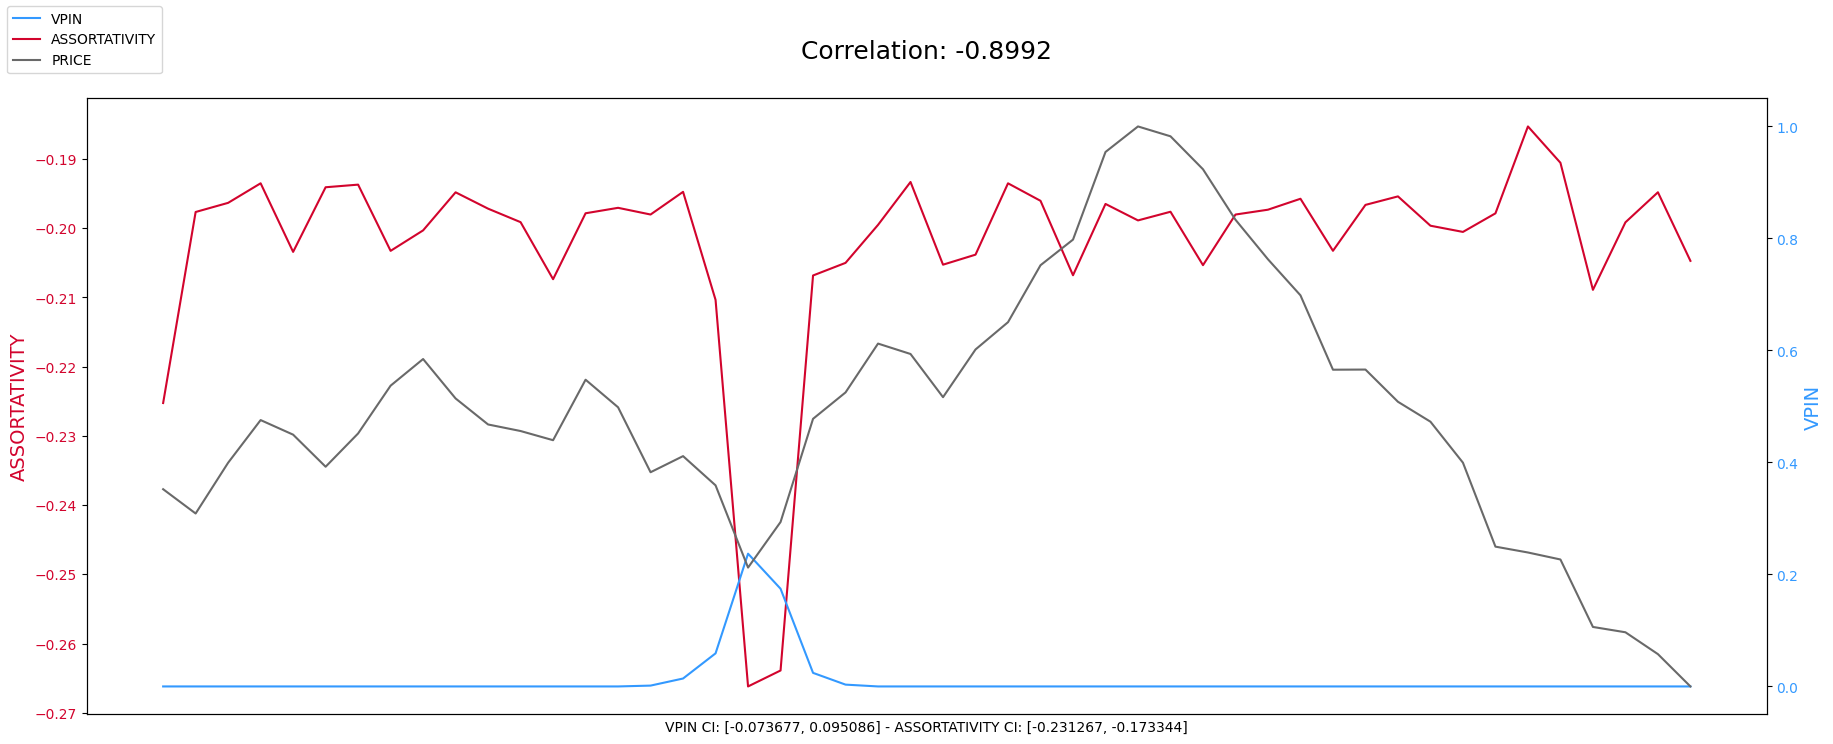 VPIN
ASSORTATIVITY
PRICE
Correlation: -0.8992
ASSORTATIVITY
−0.19
−0.20
−0.21
−0.22
−0.23
−0.24
−0.25
−0.26
−0.27
1.0
0.8
0.6
0.4
0.2
0.0
VPIN
VPIN CI: [-0.073677, 0.095086] - ASSORTATIVITY CI: [-0.231267, -0.173344]